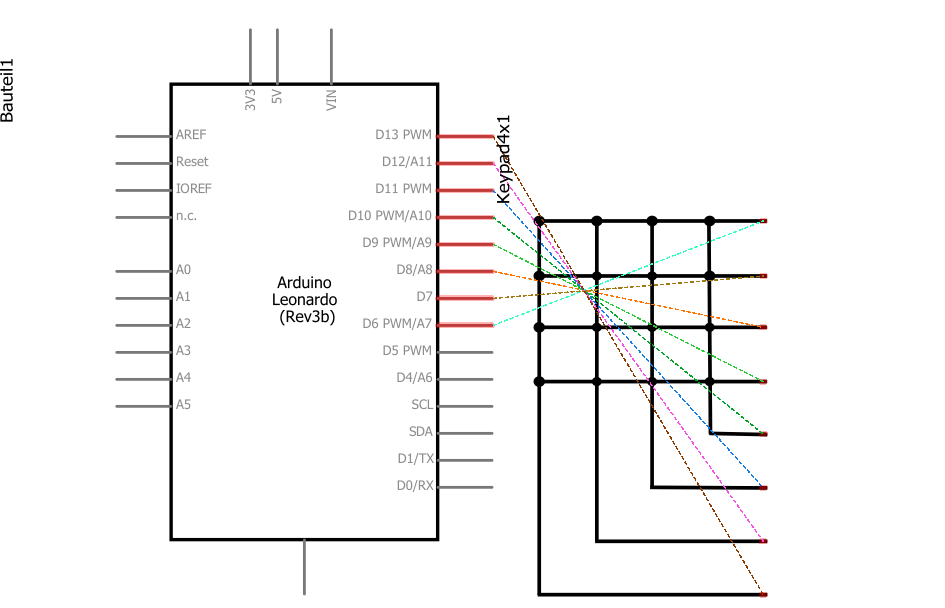 Bauteil1
3V3
5V
VIN
AREF
Reset
IOREF
n.c.
A0
A1
A2
A3
A4
A5
Arduino
Leonardo
(Rev3b)
D13 PWM
D12/A11
D11 PWM
D10 PWM/A10
D9 PWM/A9
D8/A8
D7
D6 PWM/A7
D5 PWM
D4/A6
SCL
SDA
D1/TX
D0/RX
Keypad4x1